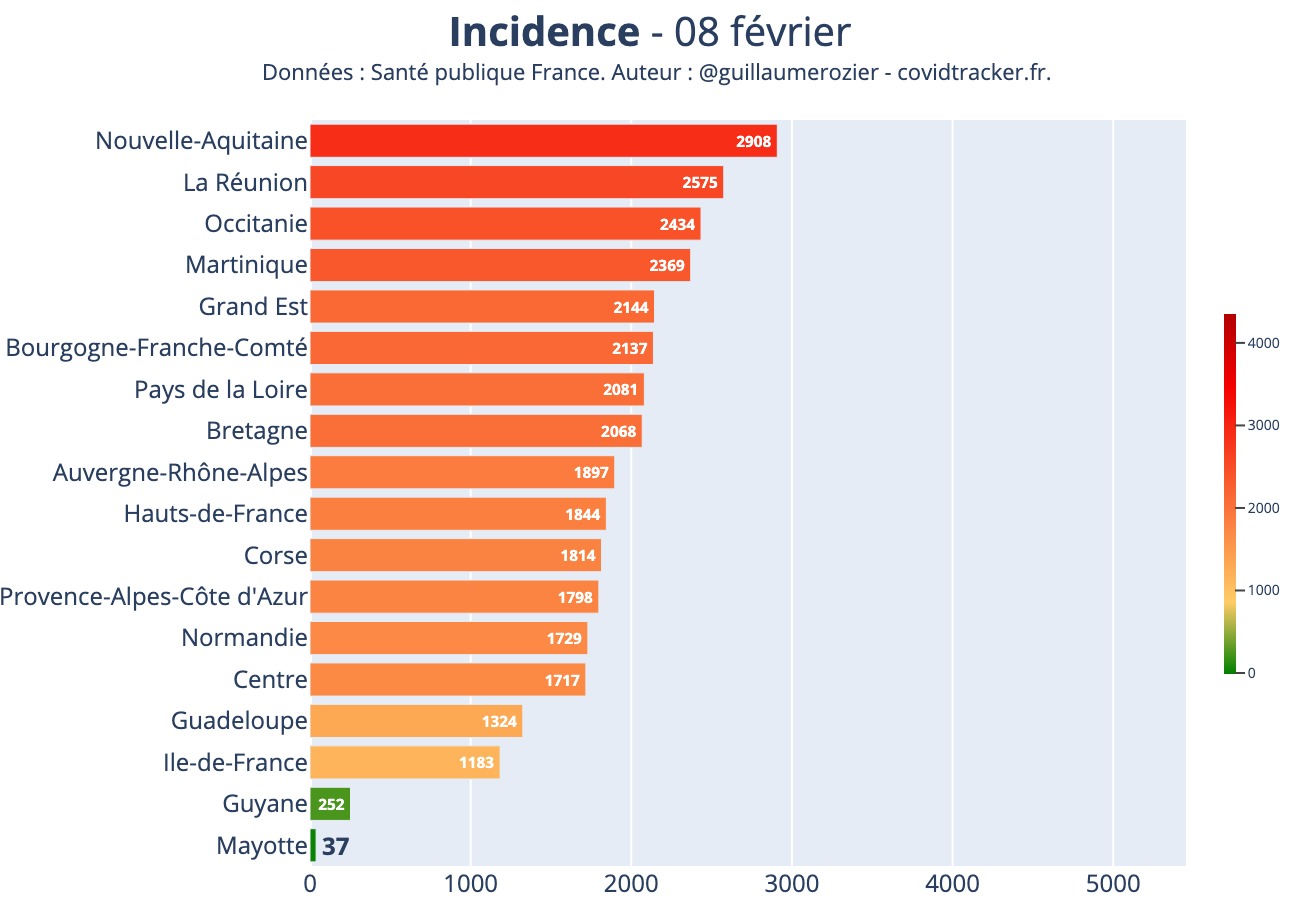 Incidence - 08 février
Données : Santé publique France. Auteur : @guillaumerozier - covidtracker.fr.
Nouvelle-Aquitaine 2908
La Réunion 2575
Occitanie 2434
Martinique 2369
Grand Est 2144
Bourgogne-Franche-Comté 2137
Pays de la Loire 2081
Bretagne 2068
Auvergne-Rhône-Alpes 1897
Hauts-de-France 1844
Corse 1814
Provence-Alpes-Côte d'Azur 1798
Normandie 1729
Centre 1717
Guadeloupe 1324
Ile-de-France 1183
Guyane 252
Mayotte 37
0 1000 2000 3000 4000 5000
4000
3000
2000
1000
0